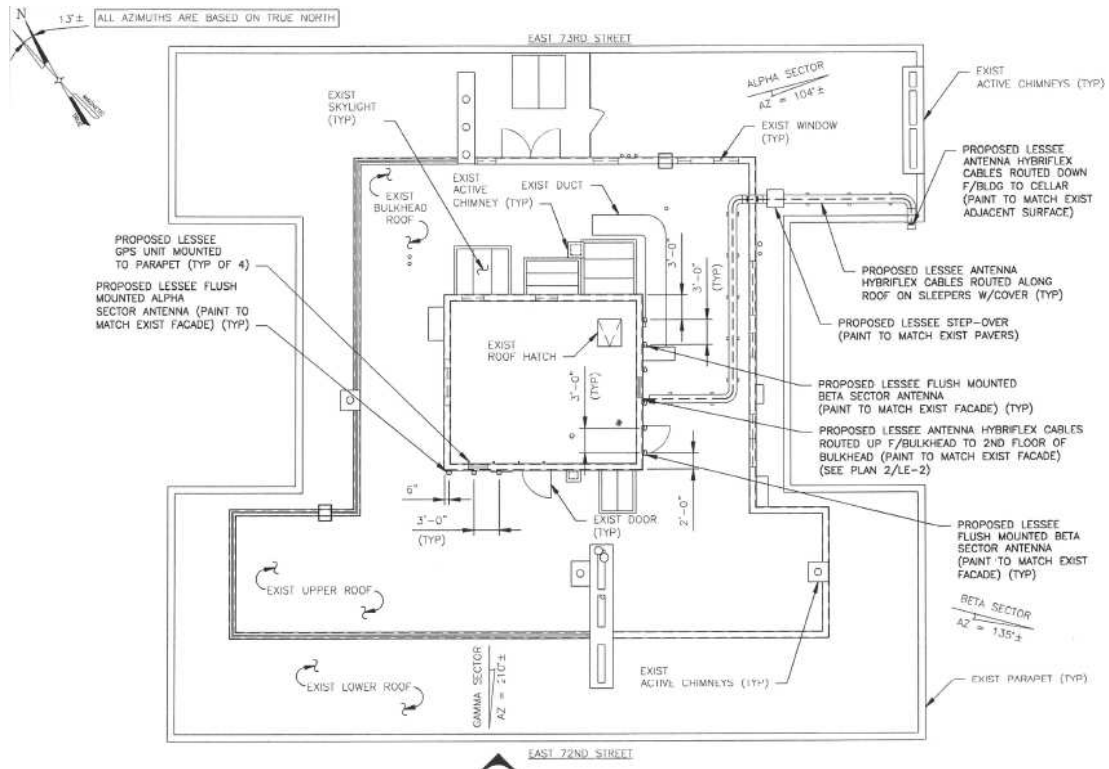 N
13°±
ALL AZIMUTHS ARE BASED ON TRUE NORTH
EAST 73RD STREET
ALPHA SECTOR
AZ = 104°±
EXIST
ACTIVE CHIMNEYS (TYP)
EXIST
SKYLIGHT
(TYP)
EXIST WINDOW
(TYP)
PROPOSED LESSEE
ANTENNA HYBRIFLEX
CABLES ROUTED DOWN
F/BLDG TO CELLAR
(PAINT TO MATCH EXIST
ADJACENT SURFACE)
EXIST
BULKHEAD
ROOF
EXIST
ACTIVE
CHIMNEY (TYP)
EXIST DUCT
PROPOSED LESSEE
GPS UNIT MOUNTED
TO PARAPET (TYP OF 4)
PROPOSED LESSEE FLUSH
MOUNTED ALPHA
SECTOR ANTENNA (PAINT TO
MATCH EXIST FACADE) (TYP)
3'-0"
3'-0"
(TYP)
PROPOSED LESSEE ANTENNA
HYBRIFLEX CABLES ROUTED ALONG
ROOF ON SLEEPERS W/COVER (TYP)
PROPOSED LESSEE STEP-OVER
(PAINT TO MATCH EXIST PAVERS)
EXIST
ROOF HATCH
3'-0"
(TYP)
PROPOSED LESSEE FLUSH MOUNTED
BETA SECTOR ANTENNA
(PAINT TO MATCH EXIST FACADE) (TYP)
PROPOSED LESSEE ANTENNA HYBRIFLEX CABLES
ROUTED UP F/BULKHEAD TO 2ND FLOOR OF
BULKHEAD (PAINT TO MATCH EXIST FACADE)
(SEE PLAN 2/LE-2)
3'-0"
(TYP)
EXIST DOOR
(TYP)
2'-0"
PROPOSED LESSEE
FLUSH MOUNTED BETA
SECTOR ANTENNA
(PAINT TO MATCH EXIST
FACADE) (TYP)
EXIST UPPER ROOF
BETA SECTOR
AZ = 135°±
GAMMA SECTOR
AZ = 210°±
EXIST LOWER ROOF
EXIST
ACTIVE CHIMNEYS (TYP)
EXIST PARAPET (TYP)
EAST 72ND STREET